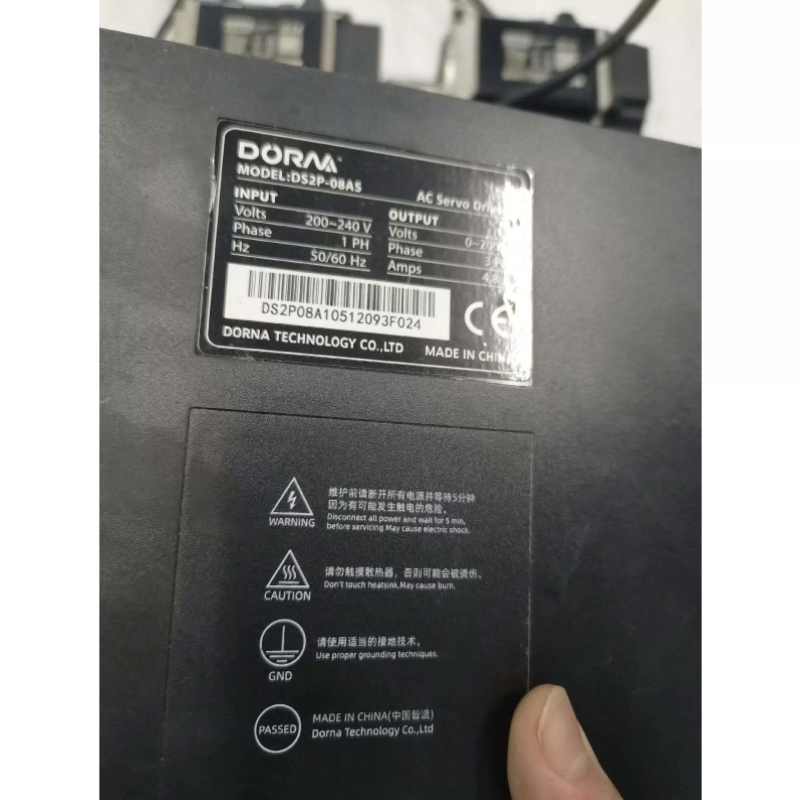 DORNA
MODEL:DS2P-08AS
AC Servo
INPUT
Volts 200~240 V
Phase 1 PH
Hz 50/60 Hz
OUTPUT
Volts
Phase
Amps
DS2P08A10512093F024
CE
DORNA TECHNOLOGY CO.,LTD
MADE IN CHINA
WARNING
维护前请断开所有电源并等待5分钟
因为有可能发生触电的危险。
Disconnect all power and wait for 5 min,
before servicing May cause electric shock.
CAUTION
请勿触摸散热器，否则可能会被烫伤。
Don't touch heatsink,May cause burn.
GND
请使用适当的接地技术。
Use proper grounding techniques.
PASSED
MADE IN CHINA(中国智造)
Dorna Technology Co.,Ltd